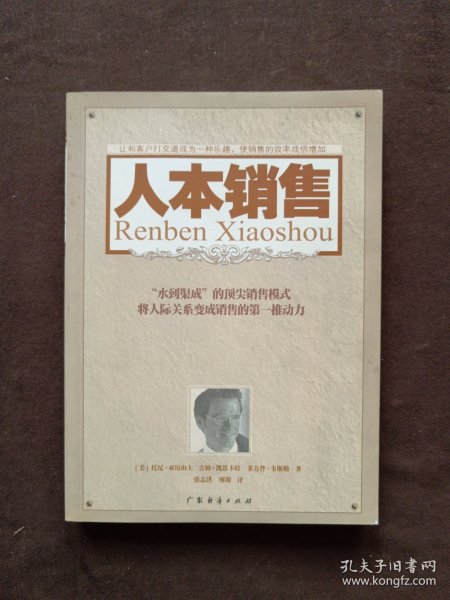 让和客户打交道成为一种乐趣，使销售的效率成倍增加
人本销售
Renben Xiaoshou
“水到渠成”的顶尖销售模式
将人际关系变成销售的第一推动力
［美］托尼·亚历山大 吉姆·凯思卡特 菲力普·韦斯勒 著
张志洪 廖源 译
广东经济出版社
孔夫子旧书网
www.kongfz.com